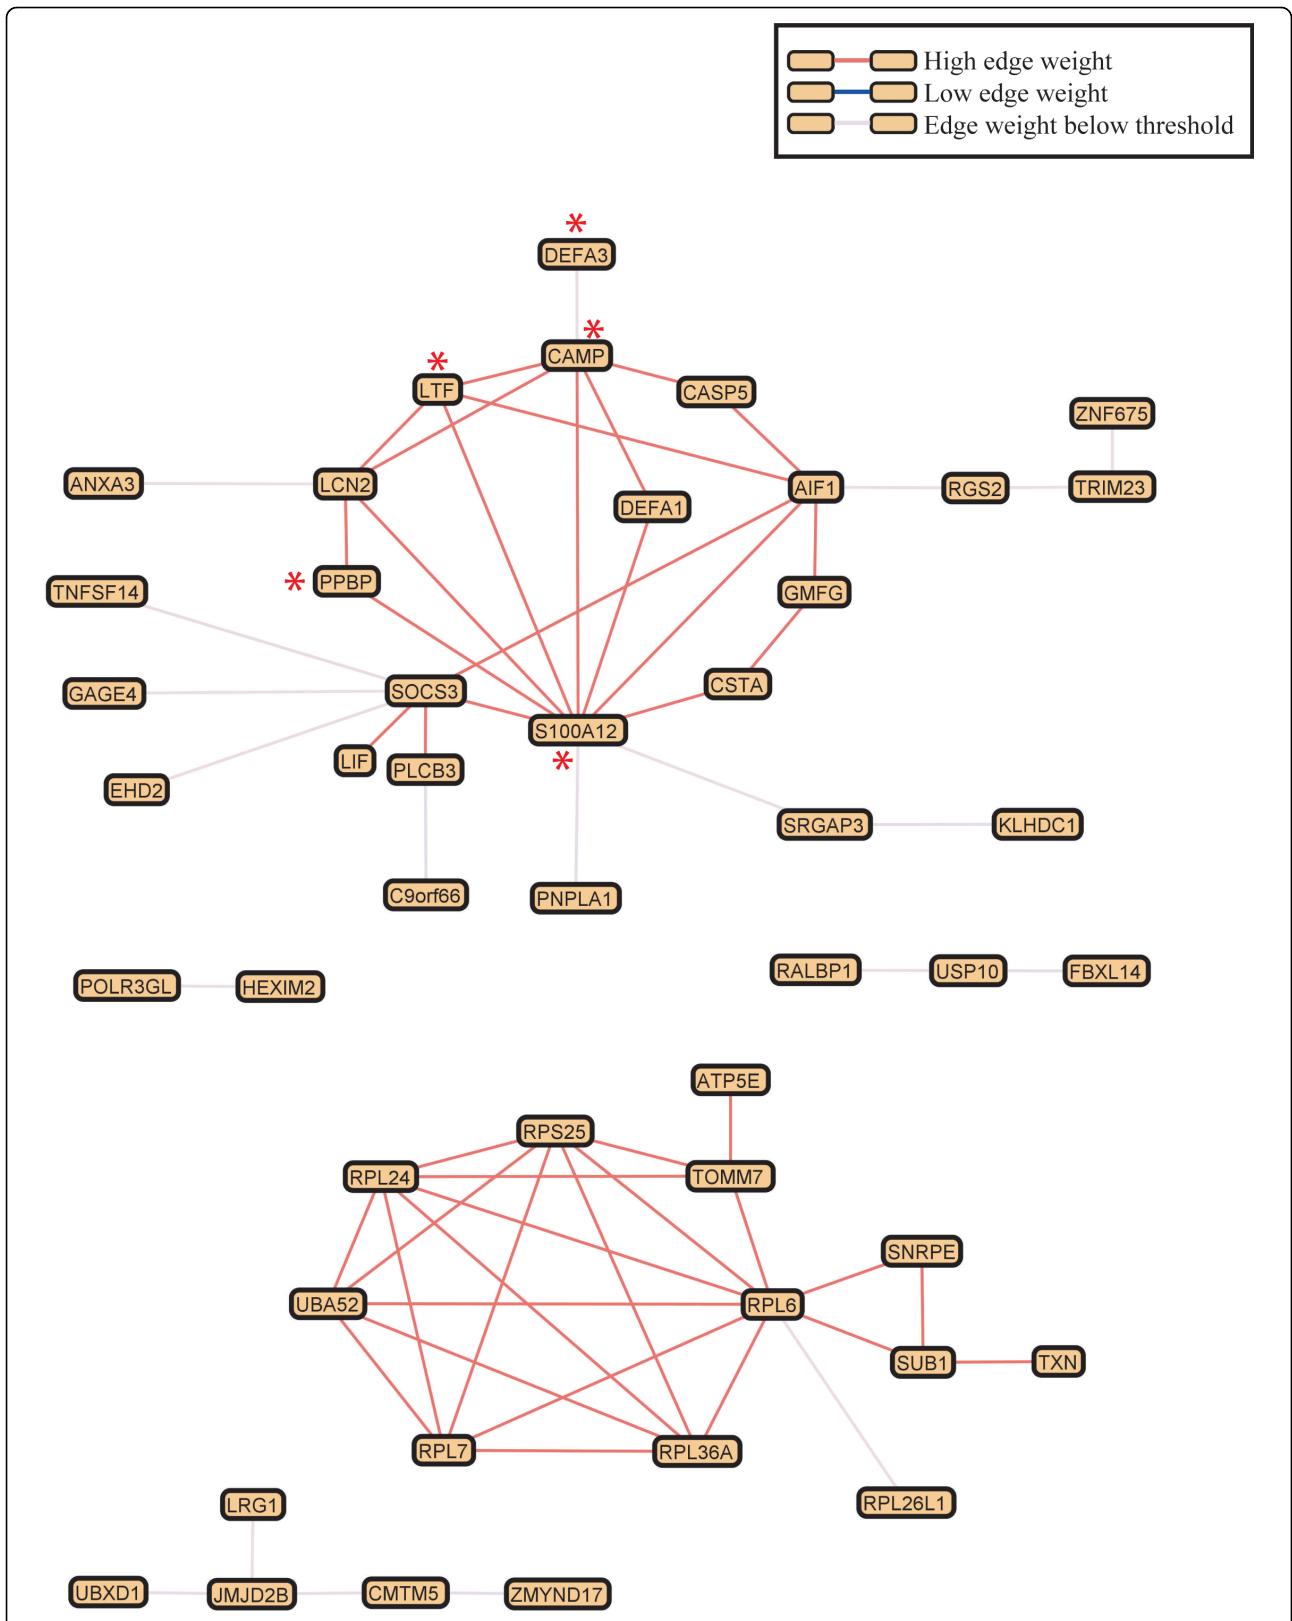 High edge weight
Low edge weight
Edge weight below threshold
*
DEFA3
*
CAMP
*
LTF
CASP5
ZNF675
ANXA3
LCN2
AIF1
RGS2
TRIM23
DEFA1
TNFSF14
* PPBP
GMFG
GAGE4
SOCS3
CSTA
S100A12
*
LIF
PLCB3
EHD2
SRGAP3
KLHDC1
C9orf66
PNPLA1
POLR3GL
HEXIM2
RALBP1
USP10
FBXL14
ATP5E
RPS25
RPL24
TOMM7
SNRPE
UBA52
RPL6
SUB1
TXN
RPL7
RPL36A
LRG1
RPL26L1
UBXD1
JMJD2B
CMTM5
ZMYND17